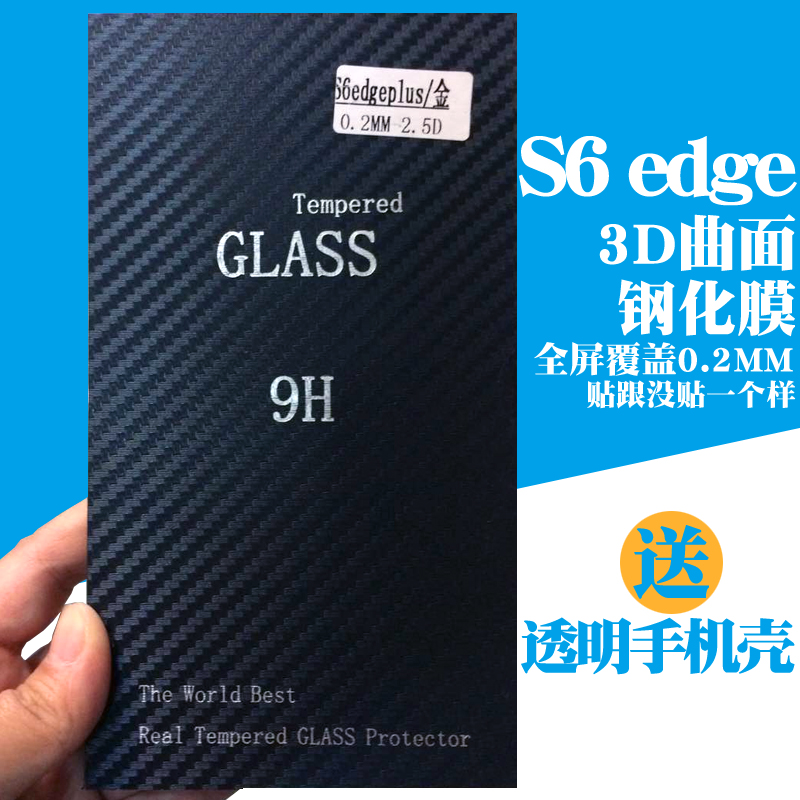 S6edgeplus/金
0.2MM-2.5D
Tempered
GLASS
9H
The World Best
Real Tempered GLASS Protector
S6 edge
3D曲面
钢化膜
全屏覆盖0.2MM
贴跟没贴一个样
送
透明手机壳